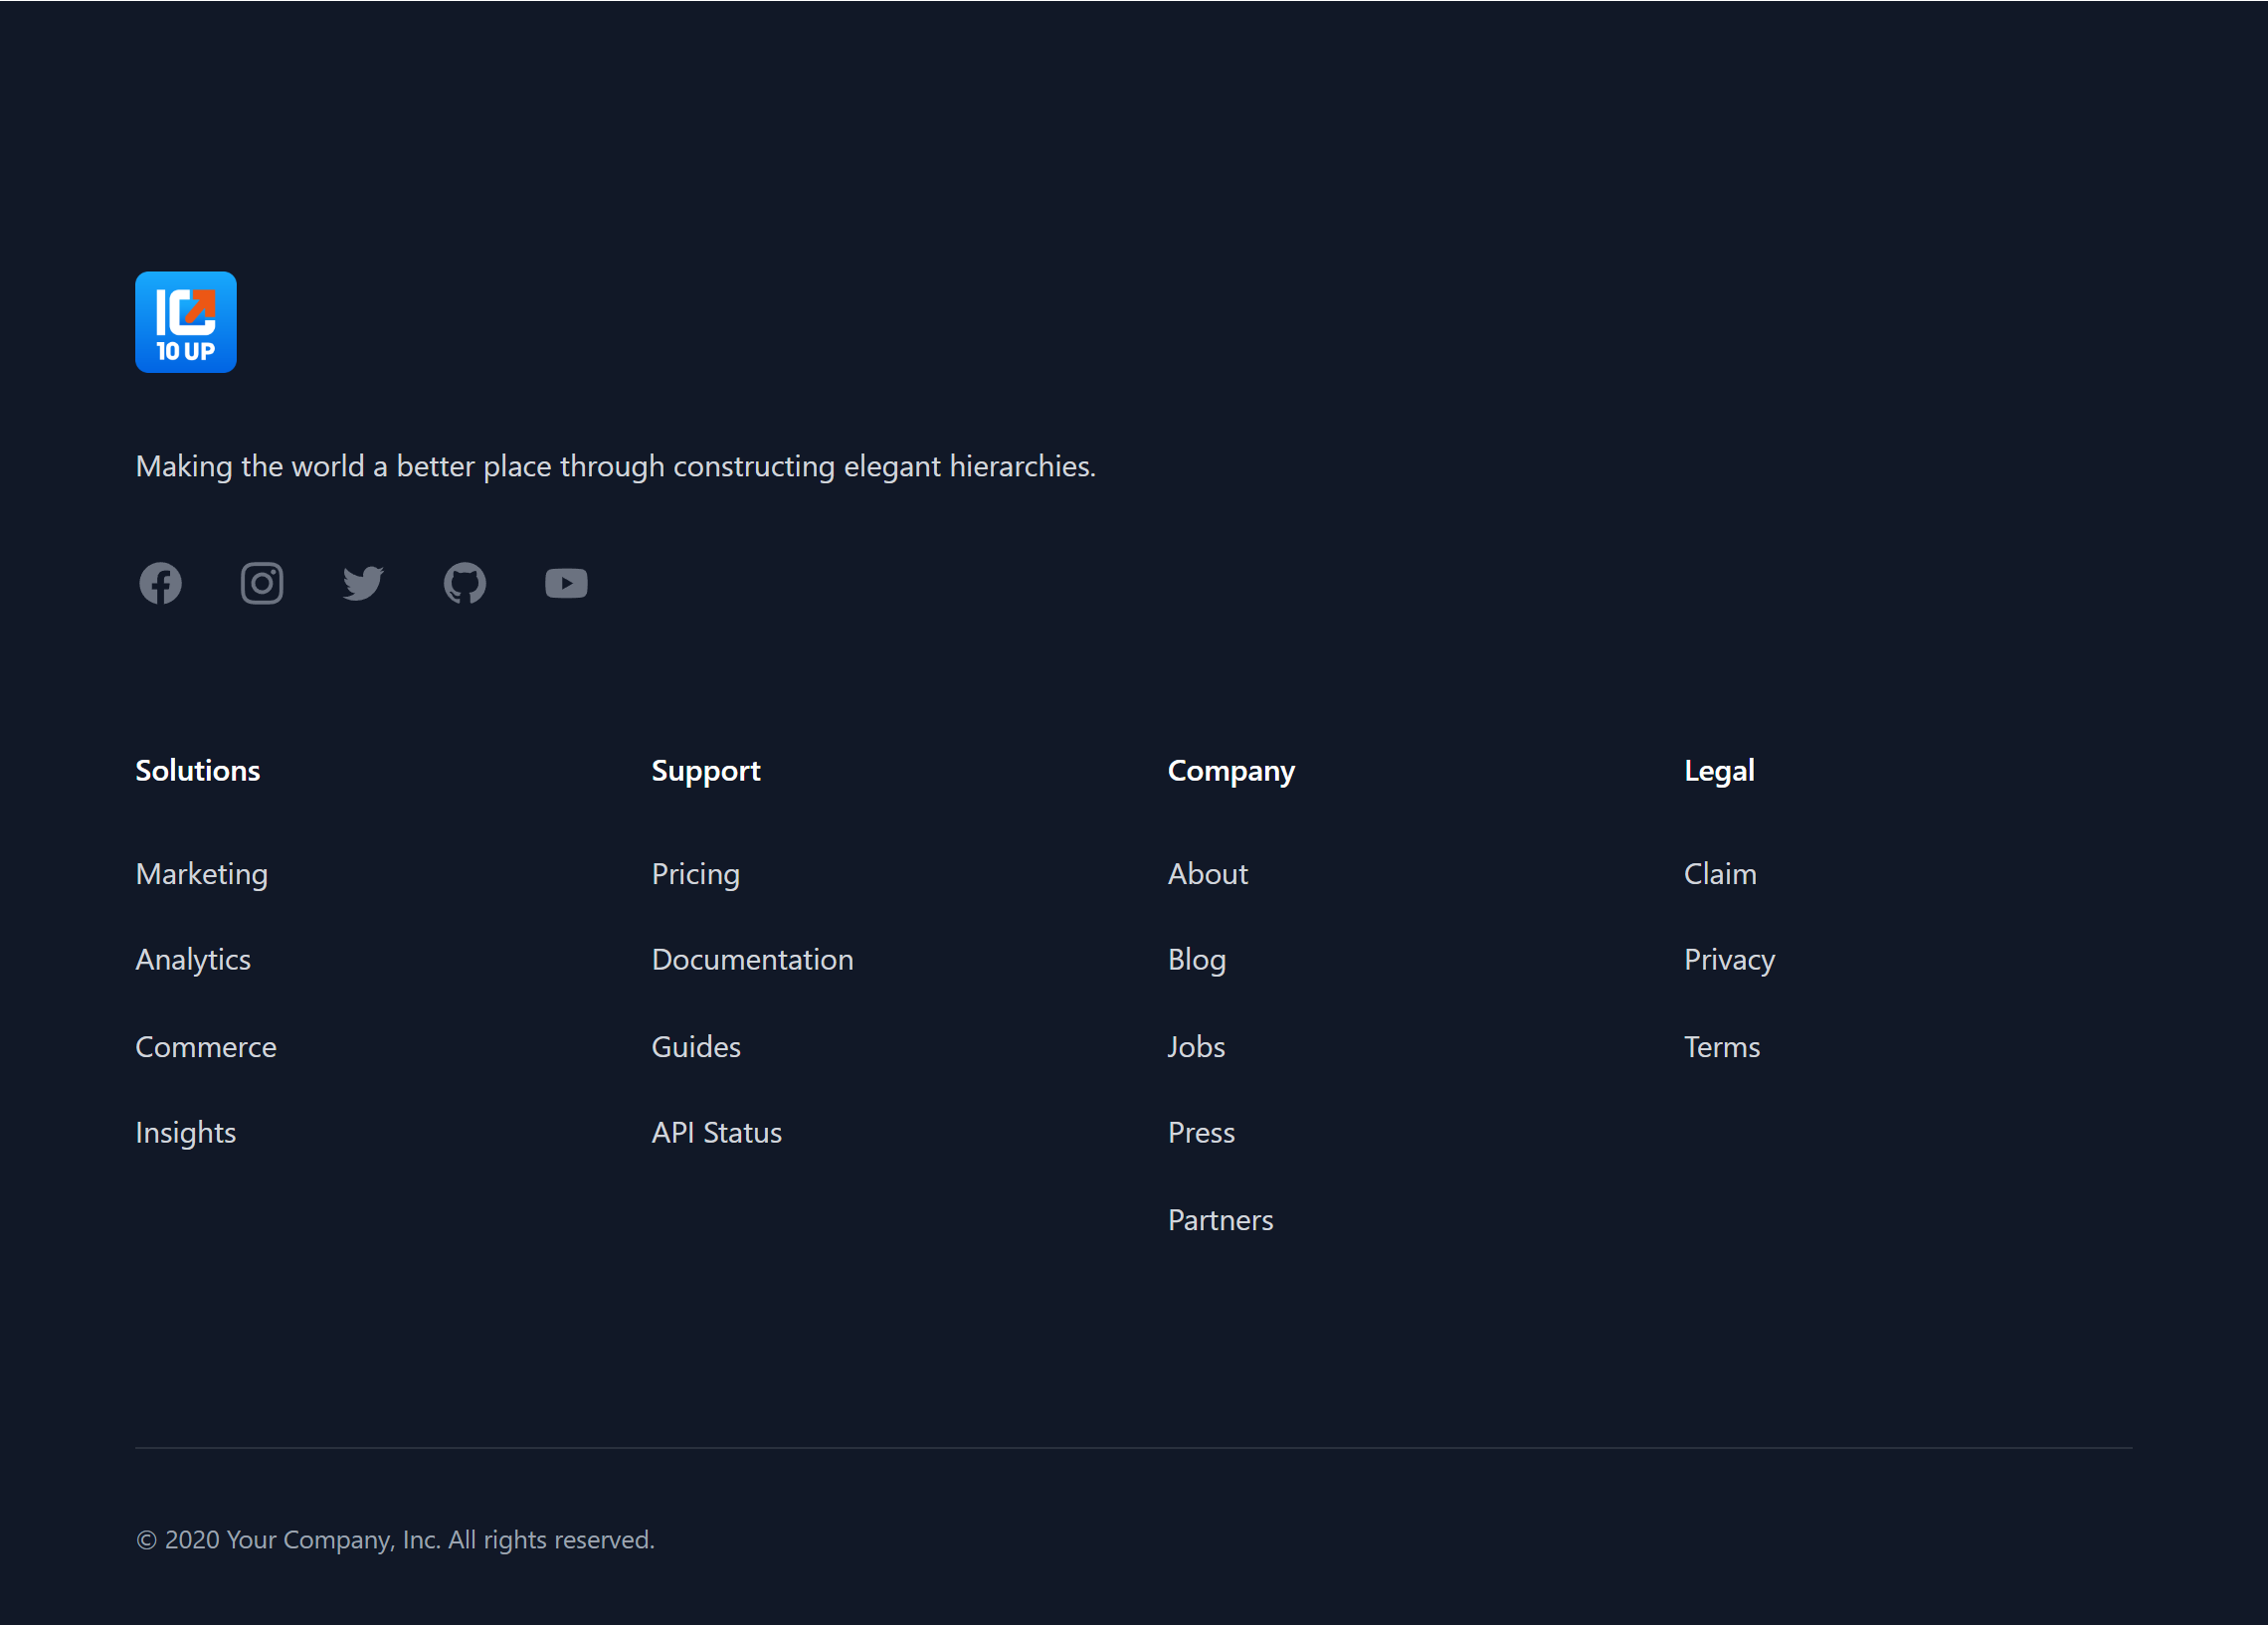 10 UP
Making the world a better place through constructing elegant hierarchies.
Solutions
Marketing
Analytics
Commerce
Insights
Support
Pricing
Documentation
Guides
API Status
Company
About
Blog
Jobs
Press
Partners
Legal
Claim
Privacy
Terms
© 2020 Your Company, Inc. All rights reserved.